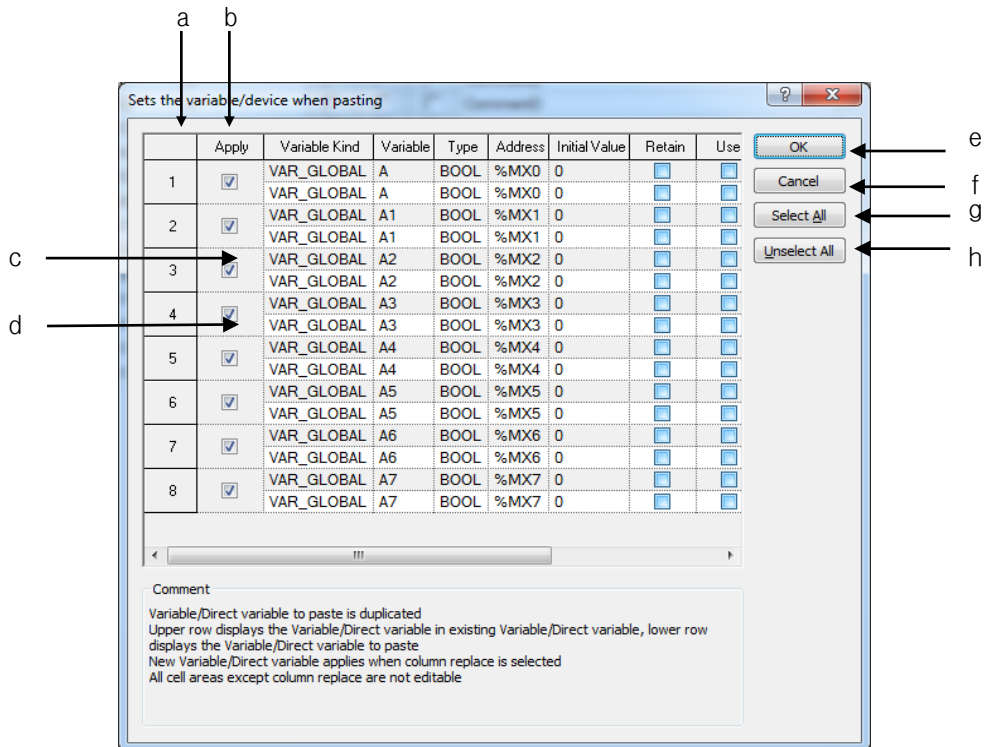 a b
Sets the variable/device when pasting
Apply Variable Kind Variable Type Address Initial Value Retain Use
1 VAR_GLOBAL A BOOL %MX0 0
VAR_GLOBAL A BOOL %MX0 0
2 VAR_GLOBAL A1 BOOL %MX1 0
VAR_GLOBAL A1 BOOL %MX1 0
3 VAR_GLOBAL A2 BOOL %MX2 0
VAR_GLOBAL A2 BOOL %MX2 0
4 VAR_GLOBAL A3 BOOL %MX3 0
VAR_GLOBAL A3 BOOL %MX3 0
5 VAR_GLOBAL A4 BOOL %MX4 0
VAR_GLOBAL A4 BOOL %MX4 0
6 VAR_GLOBAL A5 BOOL %MX5 0
VAR_GLOBAL A5 BOOL %MX5 0
7 VAR_GLOBAL A6 BOOL %MX6 0
VAR_GLOBAL A6 BOOL %MX6 0
8 VAR_GLOBAL A7 BOOL %MX7 0
VAR_GLOBAL A7 BOOL %MX7 0
OK
Cancel
Select All
Unselect All
e
f
g
h
c
d
Comment
Variable/Direct variable to paste is duplicated
Upper row displays the Variable/Direct variable in existing Variable/Direct variable, lower row
displays the Variable/Direct variable to paste
New Variable/Direct variable applies when column replace is selected
All cell areas except column replace are not editable